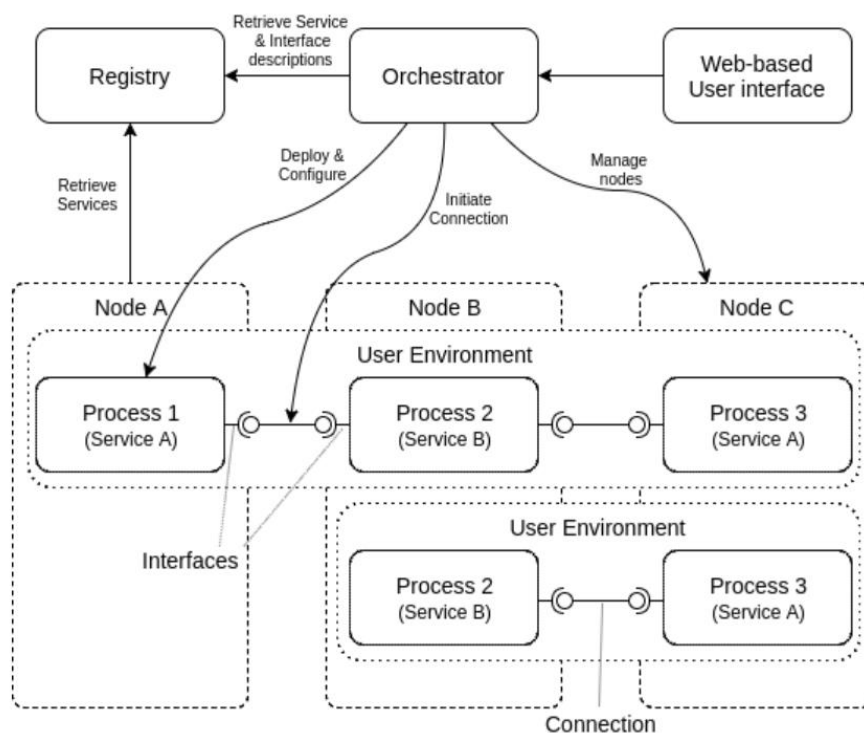 Retrieve Service
& Interface
descriptions
Registry
Orchestrator
Web-based
User interface
Deploy &
Configure
Manage
nodes
Retrieve
Services
Initiate
Connection
Node A
Node B
Node C
User Environment
Process 1
(Service A)
Process 2
(Service B)
Process 3
(Service A)
User Environment
Interfaces
Process 2
(Service B)
Process 3
(Service A)
Connection